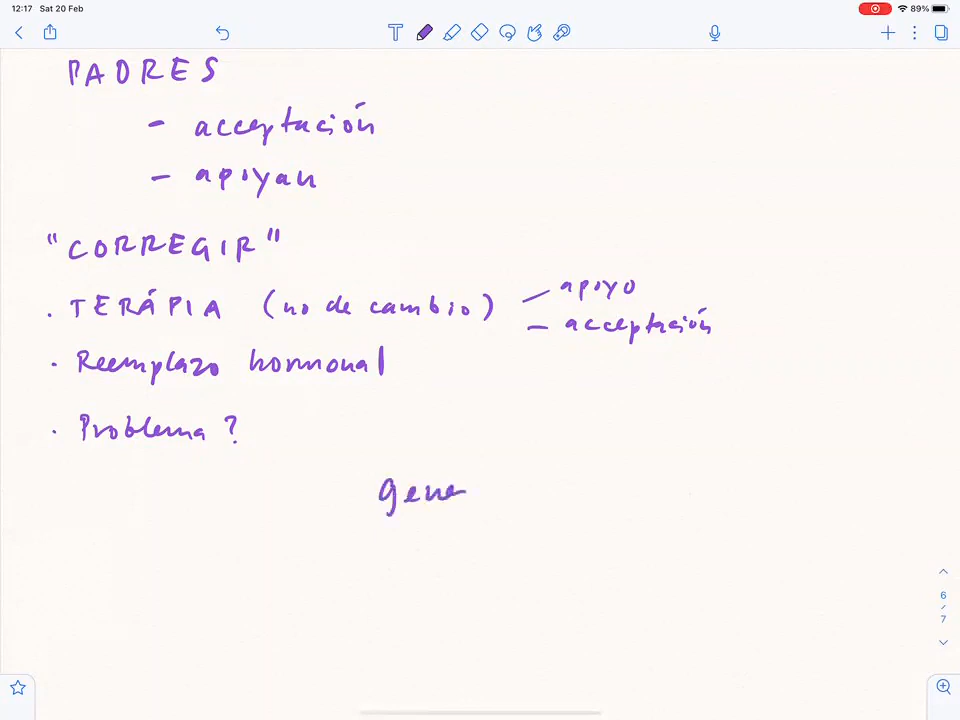 12:17 Sat 20 Feb 89%
PADRES
- acceptación
- apoyan
"CORREGIR"
. TERÁPIA (no de cambio) - apoyo
- acceptación
. Reemplazo hormonal
. Problema?
gene
6
/
7